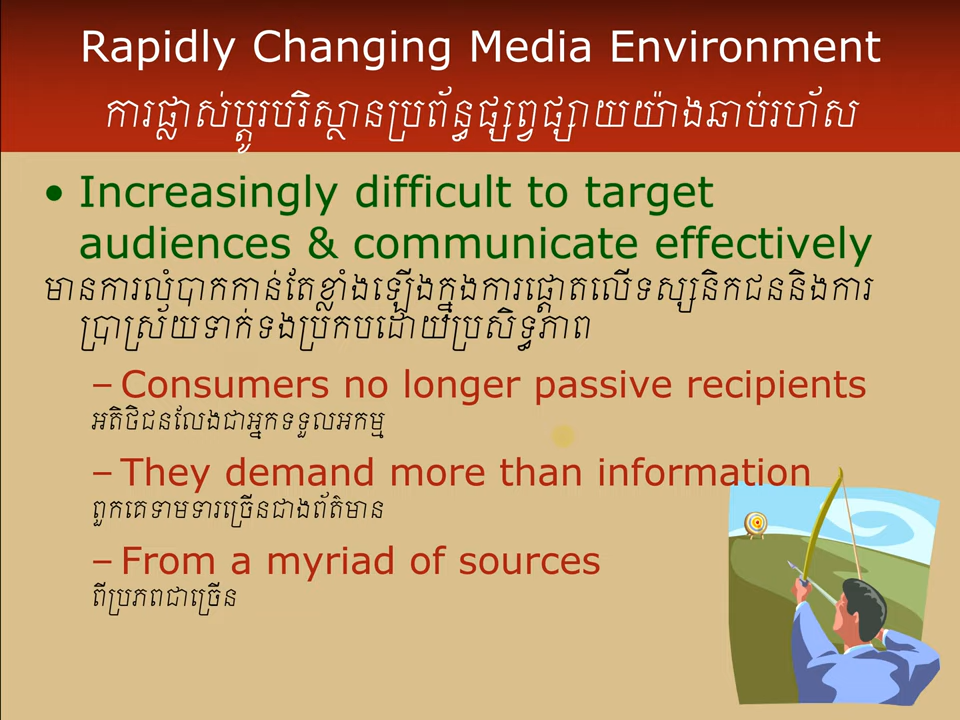 Rapidly Changing Media Environment
ការផ្លាស់ប្តូរបរិស្ថានប្រព័ន្ធផ្សព្វផ្សាយយ៉ាងឆាប់រហ័ស
• Increasingly difficult to target
audiences & communicate effectively
មានការលំបាកកាន់តែខ្លាំងឡើងក្នុងការផ្តោតលើទស្សនិកជននិងការ
ប្រាស្រ័យទាក់ទងប្រកបដោយប្រសិទ្ធភាព
– Consumers no longer passive recipients
អតិថិជនលែងជាអ្នកទទួលអកម្ម
– They demand more than information
ពួកគេទាមទារច្រើនជាងព័ត៌មាន
– From a myriad of sources
ពីប្រភពជាច្រើន